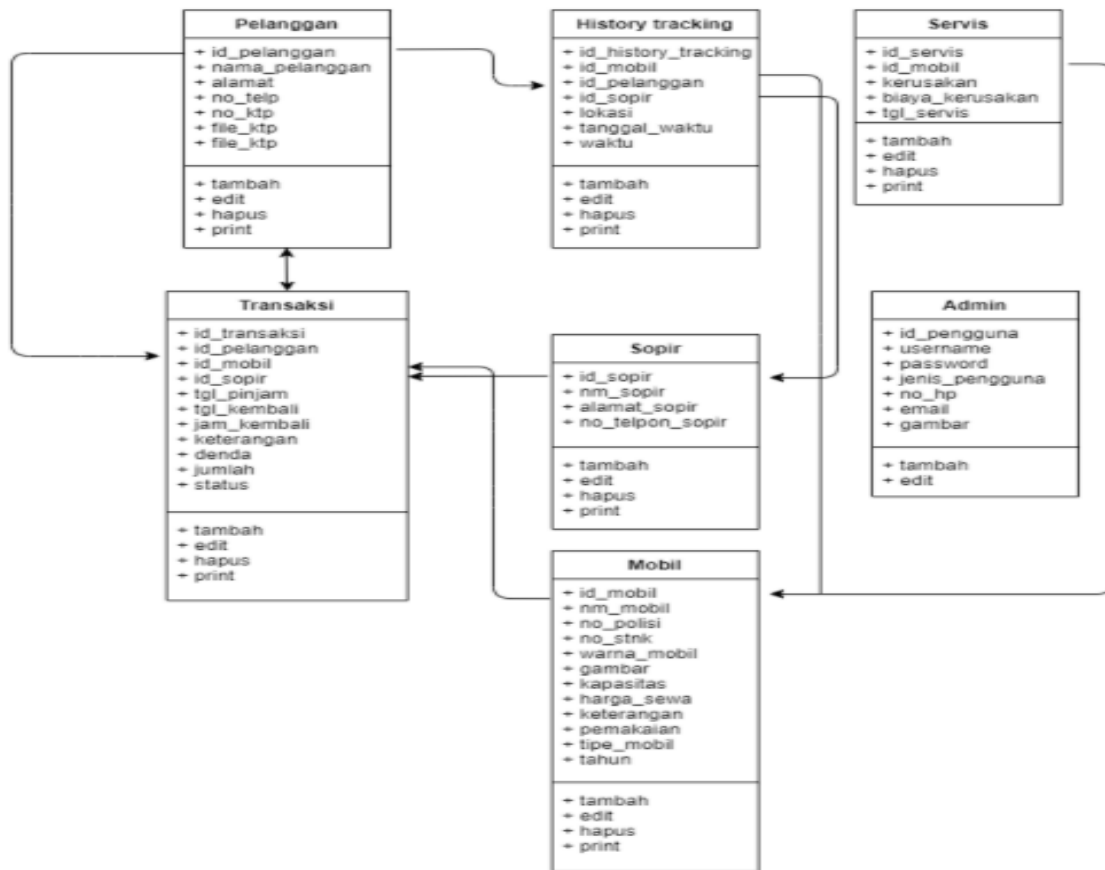 Pelanggan
+ id_pelanggan
+ nama_pelanggan
+ alamat
+ no_telp
+ no_ktp
+ file_ktp
+ file_ktp
+ tambah
+ edit
+ hapus
+ print
History tracking
+ id_history_tracking
+ id_mobil
+ id_pelanggan
+ id_sopir
+ lokasi
+ tanggal_waktu
+ waktu
+ tambah
+ edit
+ hapus
+ print
Servis
+ id_servis
+ id_mobil
+ kerusakan
+ biaya_kerusakan
+ tgl_servis
+ tambah
+ edit
+ hapus
+ print
Transaksi
+ id_transaksi
+ id_pelanggan
+ id_mobil
+ id_sopir
+ tgl_pinjam
+ tgl_kembali
+ jam_kembali
+ keterangan
+ denda
+ jumlah
+ status
+ tambah
+ edit
+ hapus
+ print
Sopir
+ id_sopir
+ nm_sopir
+ alamat_sopir
+ no_telpon_sopir
+ tambah
+ edit
+ hapus
+ print
Admin
+ id_pengguna
+ username
+ password
+ jenis_pengguna
+ no_hp
+ email
+ gambar
+ tambah
+ edit
Mobil
+ id_mobil
+ nm_mobil
+ no_polisi
+ no_stnk
+ warna_mobil
+ gambar
+ kapasitas
+ harga_sewa
+ keterangan
+ pemakaian
+ tipe_mobil
+ tahun
+ tambah
+ edit
+ hapus
+ print